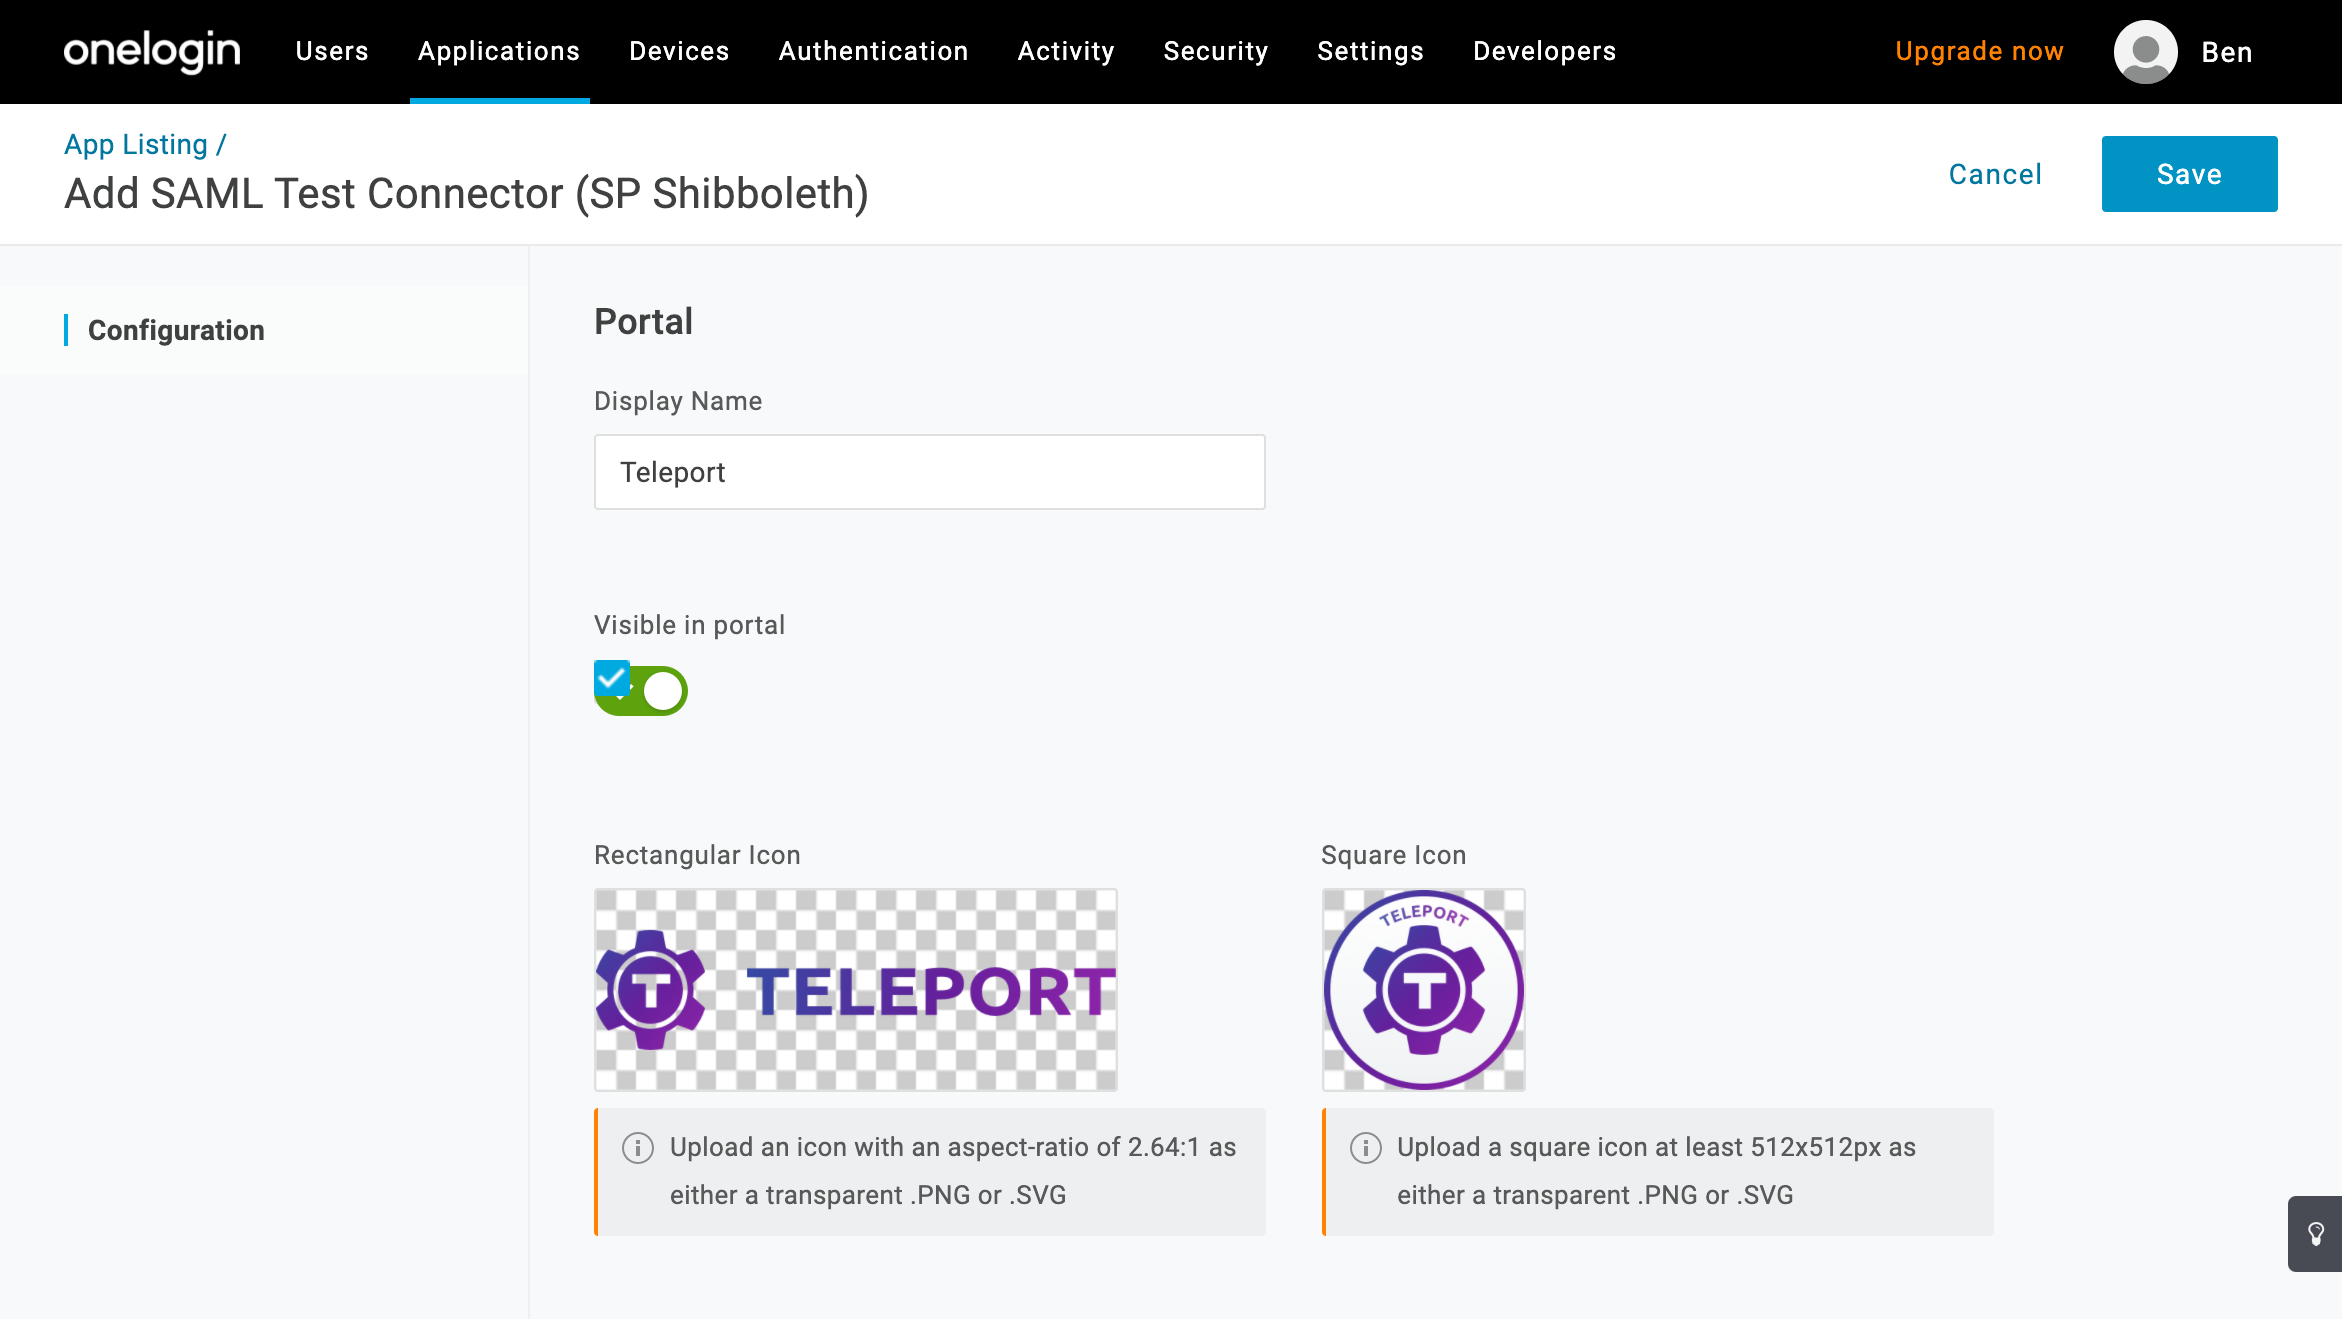 onelogin
Users
Applications
Devices
Authentication
Activity
Security
Settings
Developers
Upgrade now
Ben
App Listing /
Add SAML Test Connector (SP Shibboleth)
Cancel
Save
Configuration
Portal
Display Name
Teleport
Visible in portal
Rectangular Icon
T TELEPORT
Upload an icon with an aspect-ratio of 2.64:1 as
either a transparent .PNG or .SVG
Square Icon
TELEPORT
T
Upload a square icon at least 512x512px as
either a transparent .PNG or .SVG